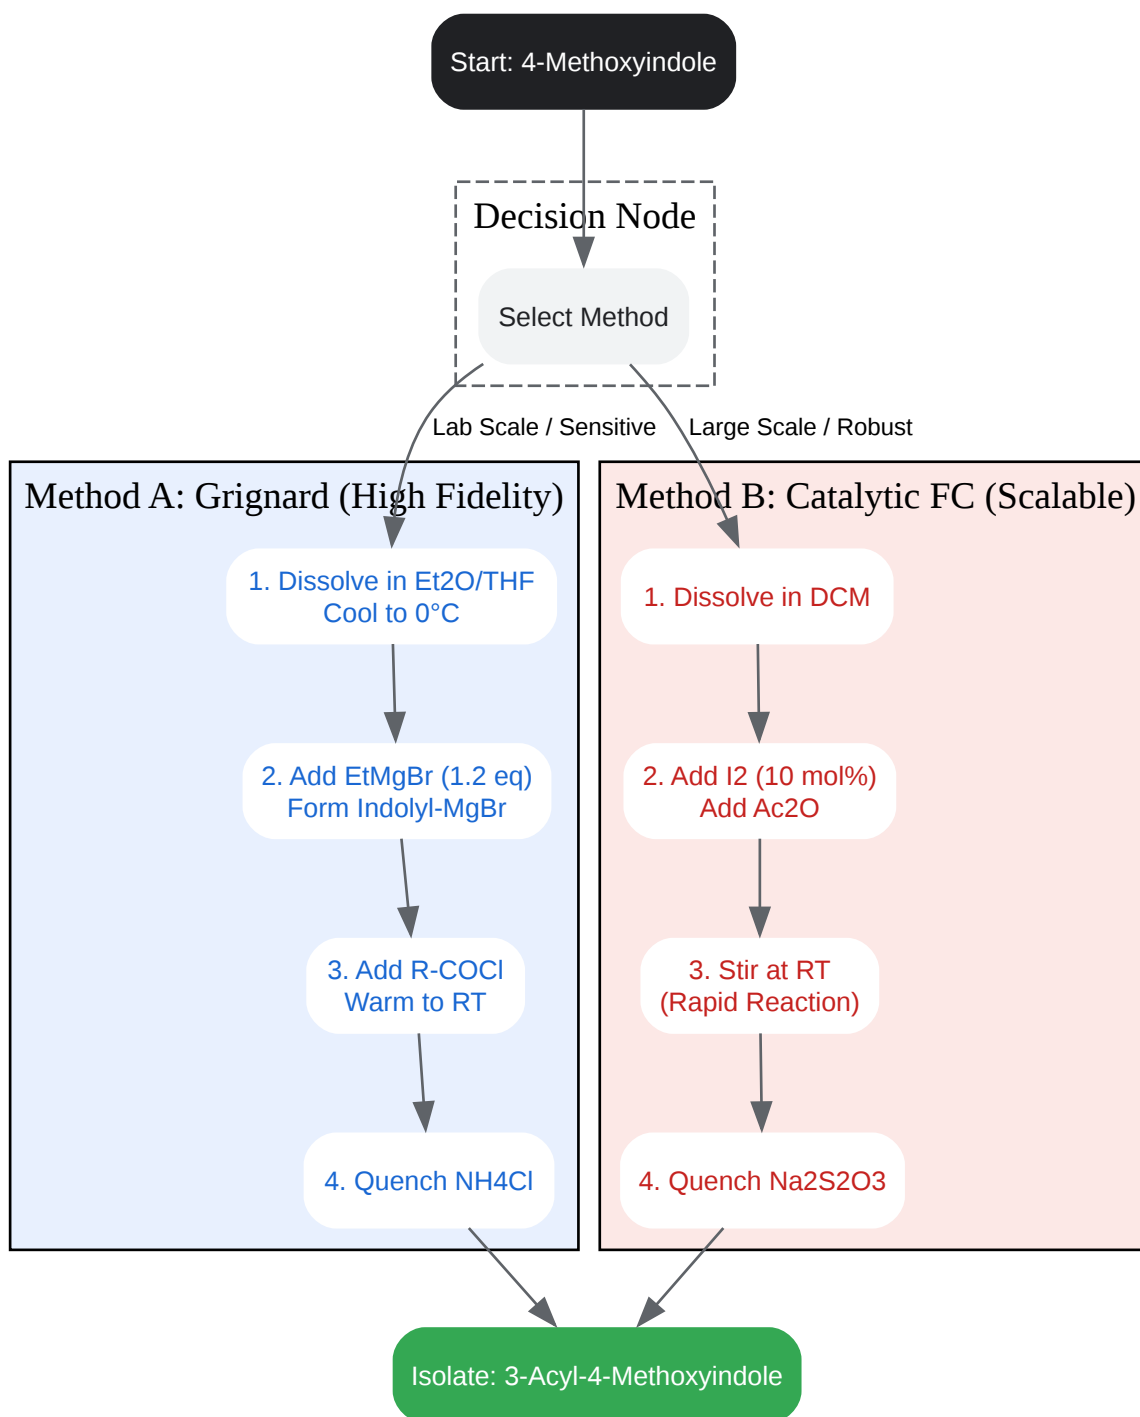 Start: 4-Methoxyindole
Decision Node
Select Method
Lab Scale / Sensitive
Large Scale / Robust
Method A: Grignard (High Fidelity)
1. Dissolve in Et2O/THF
Cool to 0°C
2. Add EtMgBr (1.2 eq)
Form Indolyl-MgBr
3. Add R-COCl
Warm to RT
4. Quench NH4Cl
Method B: Catalytic FC (Scalable)
1. Dissolve in DCM
2. Add I2 (10 mol%)
Add Ac2O
3. Stir at RT
(Rapid Reaction)
4. Quench Na2S2O3
Isolate: 3-Acyl-4-Methoxyindole